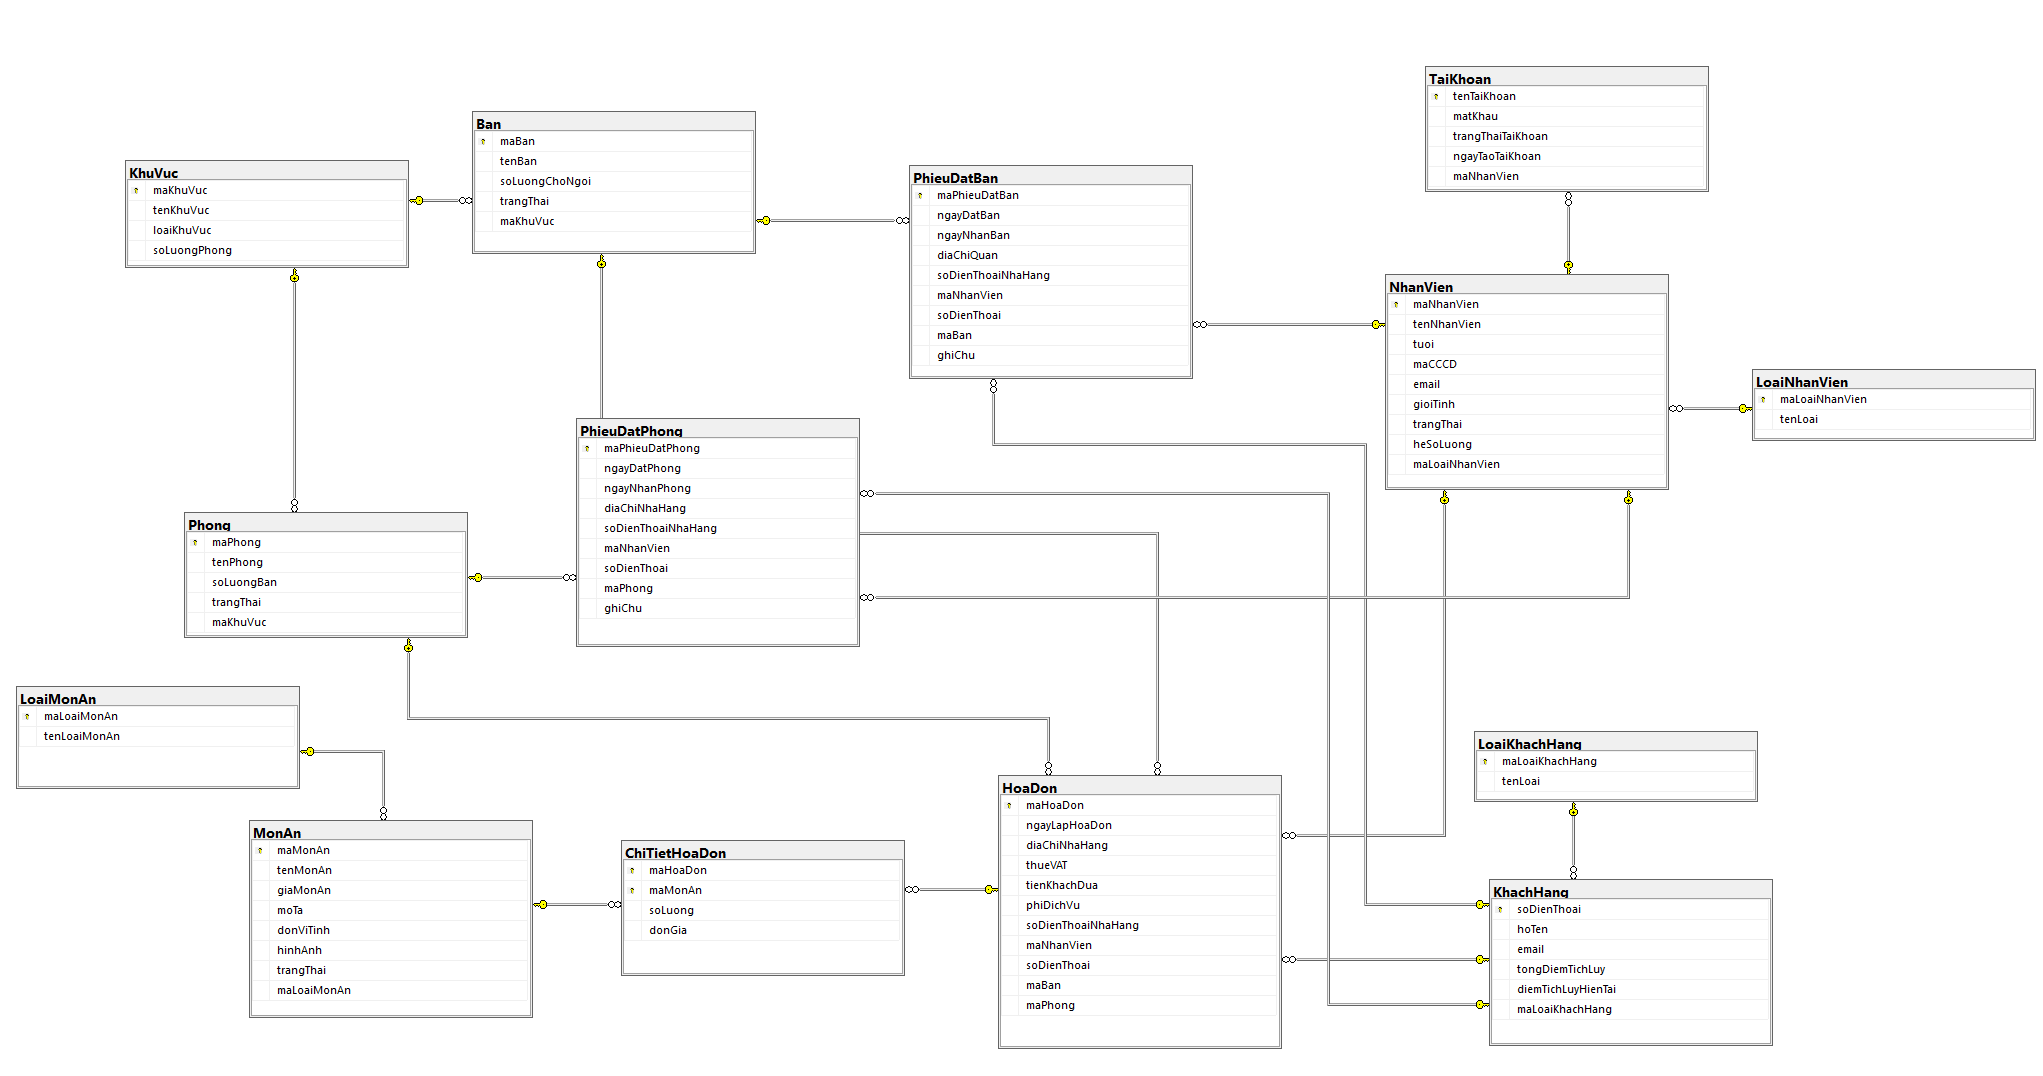 TaiKhoan
tenTaiKhoan
matKhau
trangThaiTaiKhoan
ngayTaoTaiKhoan
maNhanVien
Ban
maBan
tenBan
soLuongChoNgoi
trangThai
maKhuVuc
KhuVuc
maKhuVuc
tenKhuVuc
loaiKhuVuc
soLuongPhong
PhieuDatBan
maPhieuDatBan
ngayDatBan
ngayNhanBan
diaChiQuan
soDienThoaiNhaHang
maNhanVien
soDienThoai
maBan
ghiChu
NhanVien
maNhanVien
tenNhanVien
tuoi
maCCCD
email
gioiTinh
trangThai
heSoLuong
maLoaiNhanVien
LoaiNhanVien
maLoaiNhanVien
tenLoai
PhieuDatPhong
maPhieuDatPhong
ngayDatPhong
ngayNhanPhong
diaChiNhaHang
soDienThoaiNhaHang
maNhanVien
soDienThoai
maPhong
ghiChu
Phong
maPhong
tenPhong
soLuongBan
trangThai
maKhuVuc
LoaiMonAn
maLoaiMonAn
tenLoaiMonAn
MonAn
maMonAn
tenMonAn
giaMonAn
moTa
donViTinh
hinhAnh
trangThai
maLoaiMonAn
ChiTietHoaDon
maHoaDon
maMonAn
soLuong
donGia
HoaDon
maHoaDon
ngayLapHoaDon
diaChiNhaHang
thueVAT
tienKhachDua
phiDichVu
soDienThoaiNhaHang
maNhanVien
soDienThoai
maBan
maPhong
LoaiKhachHang
maLoaiKhachHang
tenLoai
KhachHang
soDienThoai
hoTen
email
tongDiemTichLuy
diemTichLuyHienTai
maLoaiKhachHang